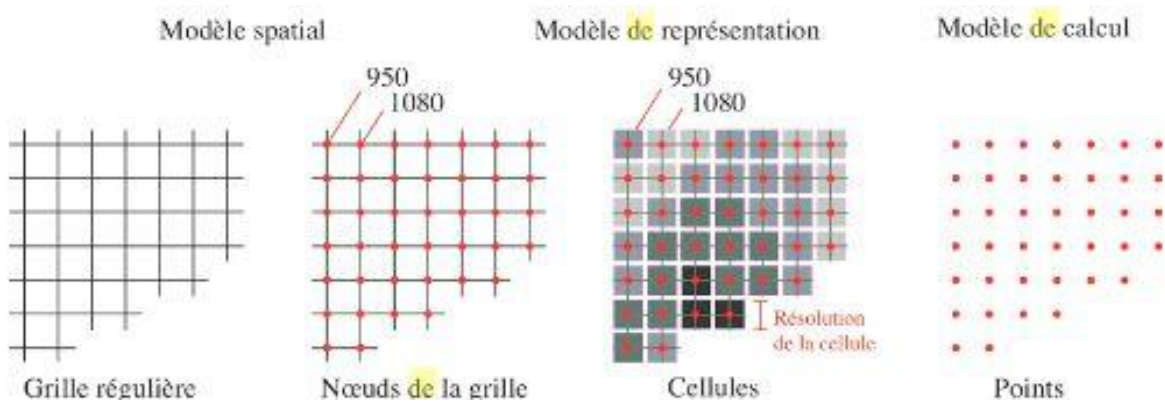 Modèle spatial
Modèle de représentation
Modèle de calcul
950
1080
950
1080
Résolution
de la cellule
Grille régulière
Nœuds de la grille
Cellules
Points